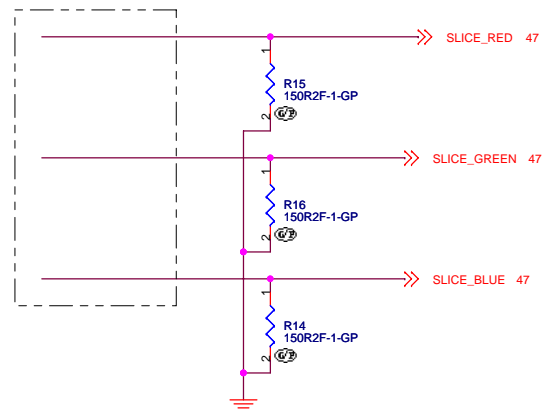 SLICE_RED 47
1
R15
150R2F-1-GP
2
G/P
SLICE_GREEN 47
1
R16
150R2F-1-GP
2
G/P
SLICE_BLUE 47
1
R14
150R2F-1-GP
2
G/P